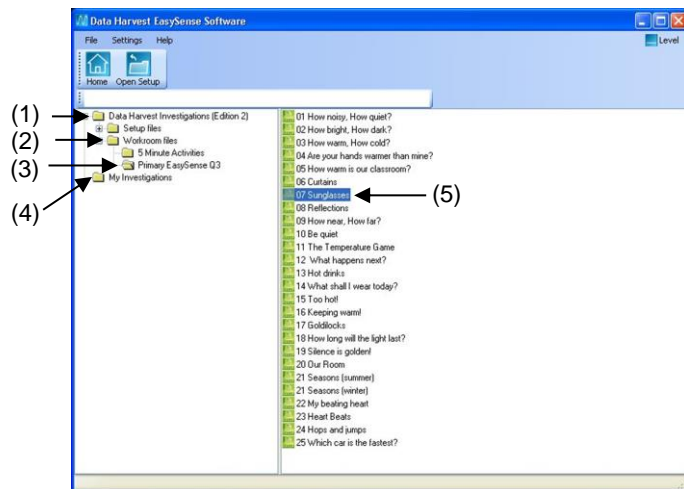 Data Harvest EasySense Software
File Settings Help
Level
Home Open Setup
(1)
Data Harvest Investigations (Edition 2)
Setup files
(2)
Workroom files
5 Minute Activities
(3)
Primary EasySense Q3
My Investigations
(4)
01 How noisy, How quiet?
02 How bright, How dark?
03 How warm, How cold?
04 Are your hands warmer than mine?
05 How warm is our classroom?
06 Curtains
07 Sunglasses
(5)
08 Reflections
09 How near, How far?
10 Be quiet
11 The Temperature Game
12 What happens next?
13 Hot drinks
14 What shall I wear today?
15 Too hot!
16 Keeping warm!
17 Goldilocks
18 How long will the light last?
19 Silence is golden!
20 Our Room
21 Seasons (summer)
21 Seasons (winter)
22 My beating heart
23 Heart Beats
24 Hops and jumps
25 Which car is the fastest?